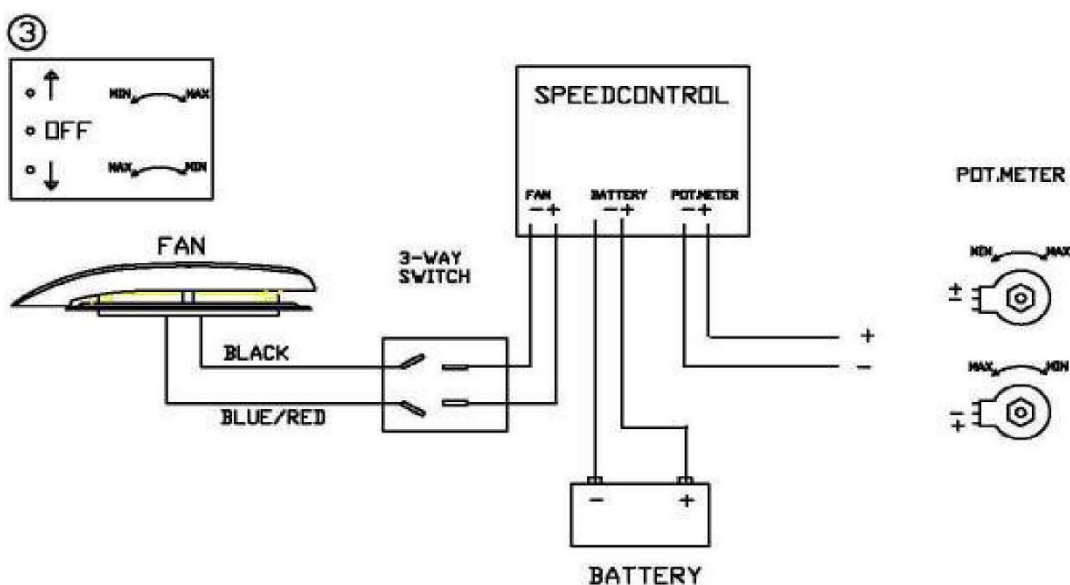 3
MIN MAX
OFF
MAX MIN
SPEEDCONTROL
FAN BATTERY POT.METER
-+ -+ -+
POT.METER
FAN
3-WAY
SWITCH
MIN MAX
+
-
BLACK
+
-
BLUE/RED
MAX MIN
-
+
- +
BATTERY